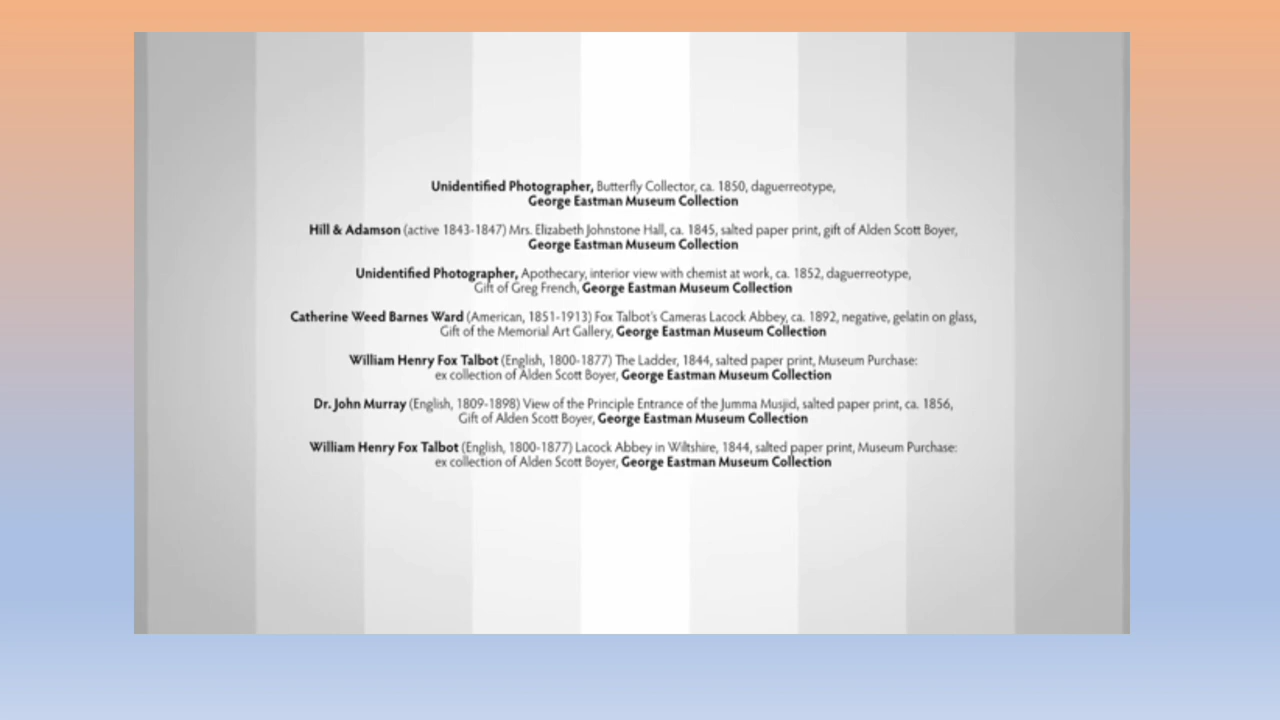 Unidentified Photographer, Butterfly Collector, ca. 1850, daguerreotype,
George Eastman Museum Collection
Hill & Adamson (active 1843-1847) Mrs. Elizabeth Johnstone Hall, ca. 1845, salted paper print, gift of Alden Scott Boyer,
George Eastman Museum Collection
Unidentified Photographer, Apothecary, interior view with chemist at work, ca. 1852, daguerreotype,
Gift of Greg French, George Eastman Museum Collection
Catherine Weed Barnes Ward (American, 1851-1913) Fox Talbot's Cameras Lacock Abbey, ca. 1892, negative, gelatin on glass,
Gift of the Memorial Art Gallery, George Eastman Museum Collection
William Henry Fox Talbot (English, 1800-1877) The Ladder, 1844, salted paper print, Museum Purchase:
ex collection of Alden Scott Boyer, George Eastman Museum Collection
Dr. John Murray (English, 1809-1898) View of the Principle Entrance of the Jumma Musjid, salted paper print, ca. 1856,
Gift of Alden Scott Boyer, George Eastman Museum Collection
William Henry Fox Talbot (English, 1800-1877) Lacock Abbey in Wiltshire, 1844, salted paper print, Museum Purchase:
ex collection of Alden Scott Boyer, George Eastman Museum Collection